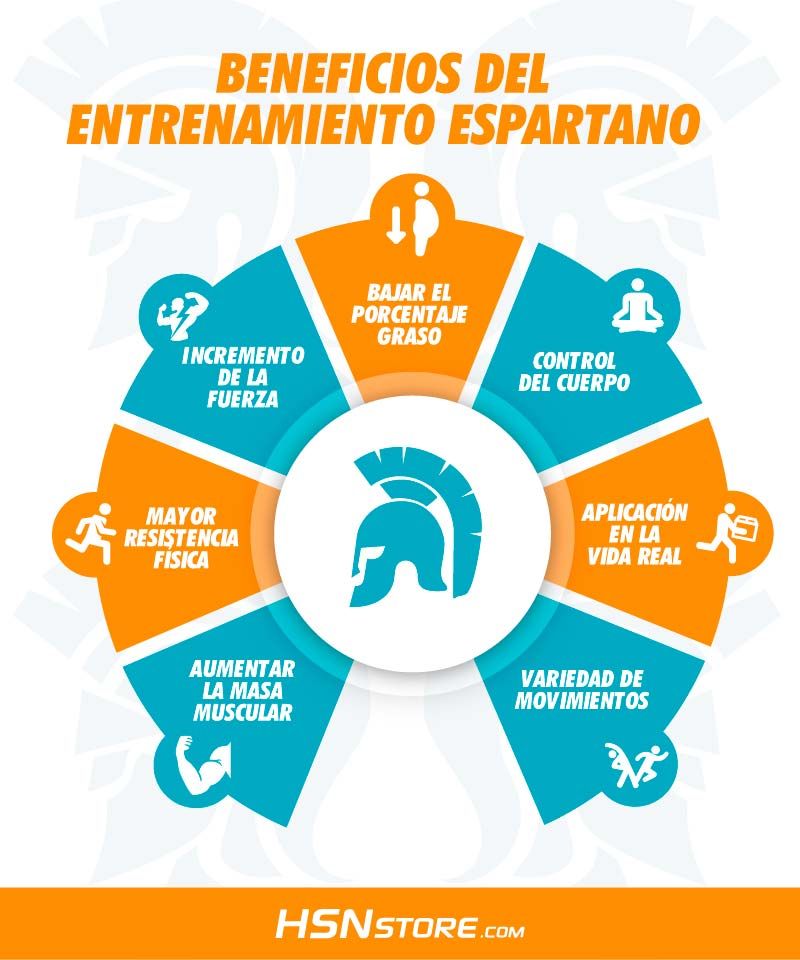 BENEFICIOS DEL
ENTRENAMIENTO ESPARTANO
BAJAR EL
PORCENTAJE
GRASO
CONTROL
DEL CUERPO
APLICACIÓN
EN LA
VIDA REAL
VARIEDAD DE
MOVIMIENTOS
AUMENTAR
LA MASA
MUSCULAR
MAYOR
RESISTENCIA
FÍSICA
INCREMENTO
DE LA
FUERZA
HSNSTORE.COM